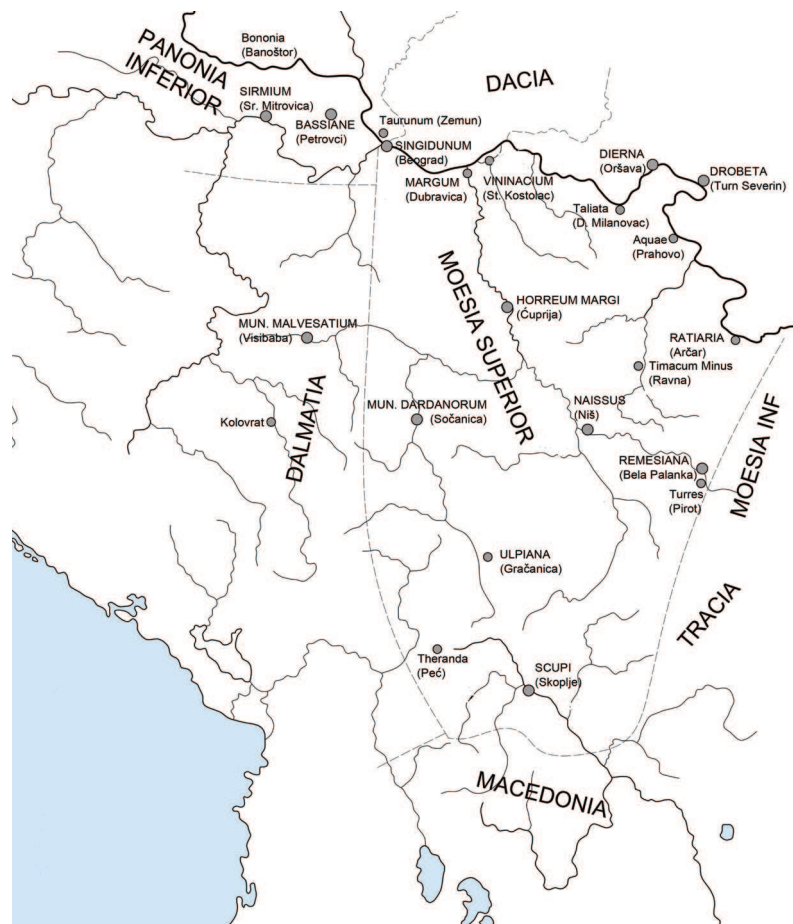 Bononia
(Banoštor)
PANONIA
INFERIOR
DACIA
SIRMIUM
(Sr. Mitrovica)
BASSIANE
(Petrovci)
Taurunum (Zemun)
SINGIDUNUM
(Beograd)
MARGUM
(Dubravica)
VININACIUM
(St. Kostolac)
DIERNA
(Oršava)
DROBETA
(Turn Severin)
Taliata
(D. Milanovac)
Aquae
(Prahovo)
MOESIA SUPERIOR
HORREUM MARGI
(Ćuprija)
MUN. MALVESATIUM
(Visibaba)
RATIARIA
(Arčar)
Timacum Minus
(Ravna)
DALMATIA
MUN. DARDANORUM
(Sočanica)
Kolovrat
NAISSUS
(Niš)
MOESIA INF
REMESIANA
(Bela Palanka)
Turres
(Pirot)
ULPIANA
(Gračanica)
TRACIA
Theranda
(Peć)
SCUPI
(Skoplje)
MACEDONIA